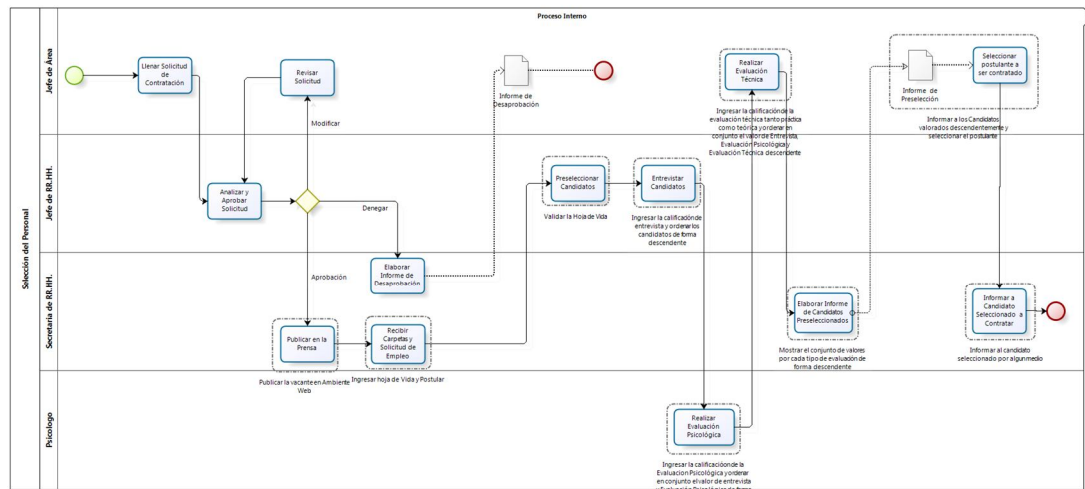 Proceso Interno
Selección del Personal
Jefe de Área
Llenar Solicitud
de
Contratación
Revisar
Solicitud
Modificar
Informe de
Desaprobación
Realizar
Evaluación
Técnica
Ingresar la calificaciónde la
evaluación técnica tanto práctica
como teórica y ordenar en
conjunto el valor de Entrevista,
Evaluación Psicológica y
Evaluación Técnica descendente
Informe de
Preselección
Seleccionar
postulante a
ser contratado
Informar a los Candidatos
valorados descendentemente y
seleccionar el postulante
Jefe de RR.HH.
Analizar y
Aprobar
Solicitud
Denegar
Preseleccionar
Candidatos
Validar la Hoja de Vida
Entrevistar
Candidatos
Ingresar la calificaciónde
entrevista y ordenar los
candidatos de forma
descendente
Secretaria de RR.HH.
Aprobación
Elaborar
Informe de
Desaprobación
Publicar en la
Prensa
Publicar la vacante en Ambiente
Web
Recibir
Carpetas y
Solicitud de
Empleo
Ingresar hoja de Vida y Postular
Elaborar Informe
de Candidatos
Preseleccionados
Mostrar el conjunto de valores
por cada tipo de evaluación de
forma descendente
Informar a
Candidato
Seleccionado a
Contratar
Informar al candidato
seleccionado por algun medio
Psicologo
Realizar
Evaluación
Psicológica
Ingresar la calificaciónde la
Evaluacion Psicológica y ordenar
en conjunto el valor de entrevista